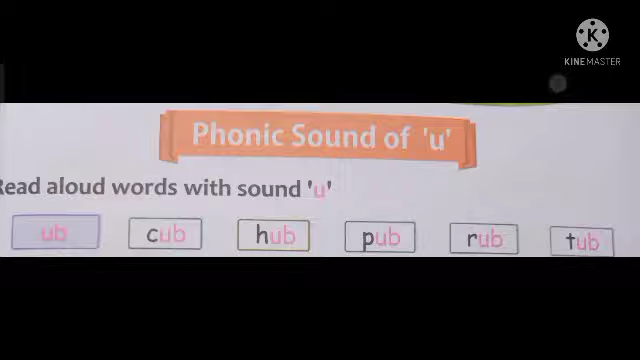 KINEMASTER
Phonic Sound of 'u'
Read aloud words with sound 'u'
ub cub hub pub rub tub